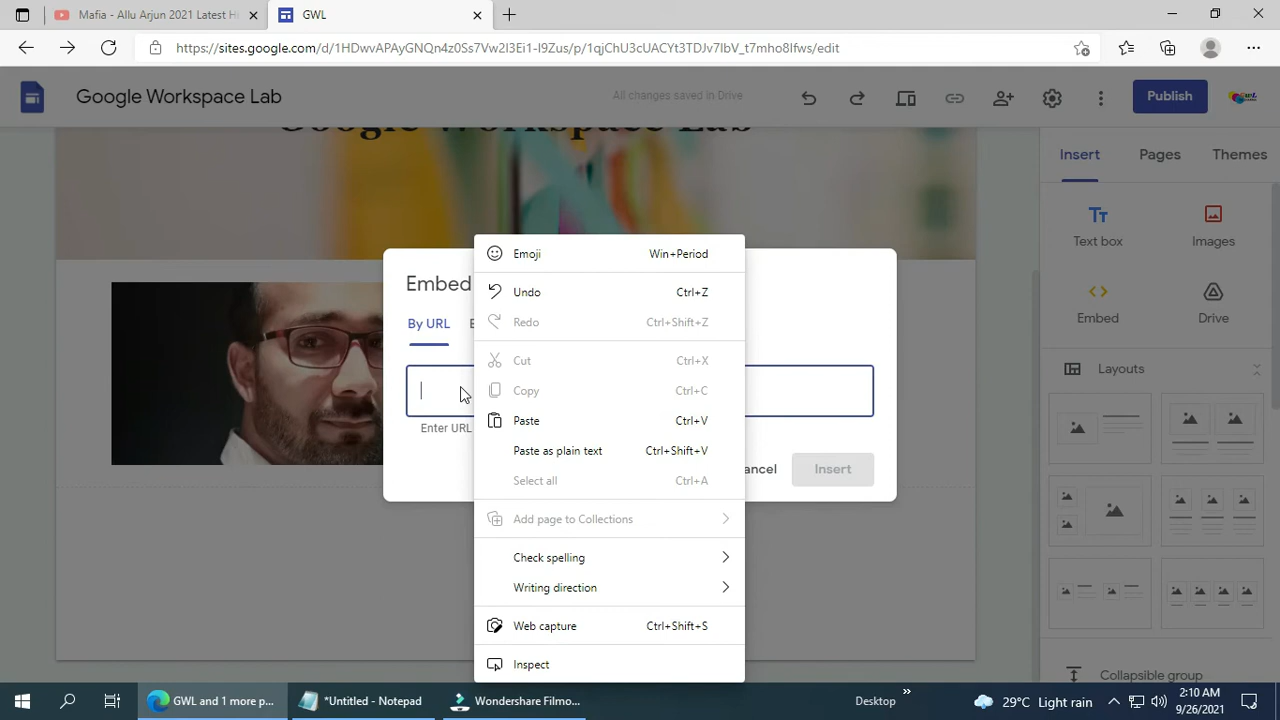 Mafia - Allu Arjun 2021 Latest H
GWL
https://sites.google.com/d/1HDwvAPAyGNQn4z0Ss7Vw2I3Ei1-I9Zus/p/1qjChU3cUACYt3TDJv7IbV_t7mho8Ifws/edit
Google Workspace Lab
All changes saved in Drive
Publish
Google Workspace Lab
Insert
Pages
Themes
Text box
Images
Embed
Drive
Layouts
Collapsible group
Embed
By URL
Enter URL
ancel
Insert
Emoji Win+Period
Undo Ctrl+Z
Redo Ctrl+Shift+Z
Cut Ctrl+X
Copy Ctrl+C
Paste Ctrl+V
Paste as plain text Ctrl+Shift+V
Select all Ctrl+A
Add page to Collections
Check spelling
Writing direction
Web capture Ctrl+Shift+S
Inspect
GWL and 1 more p...
*Untitled - Notepad
Wondershare Filmo...
Desktop
29°C Light rain
2:10 AM
9/26/2021